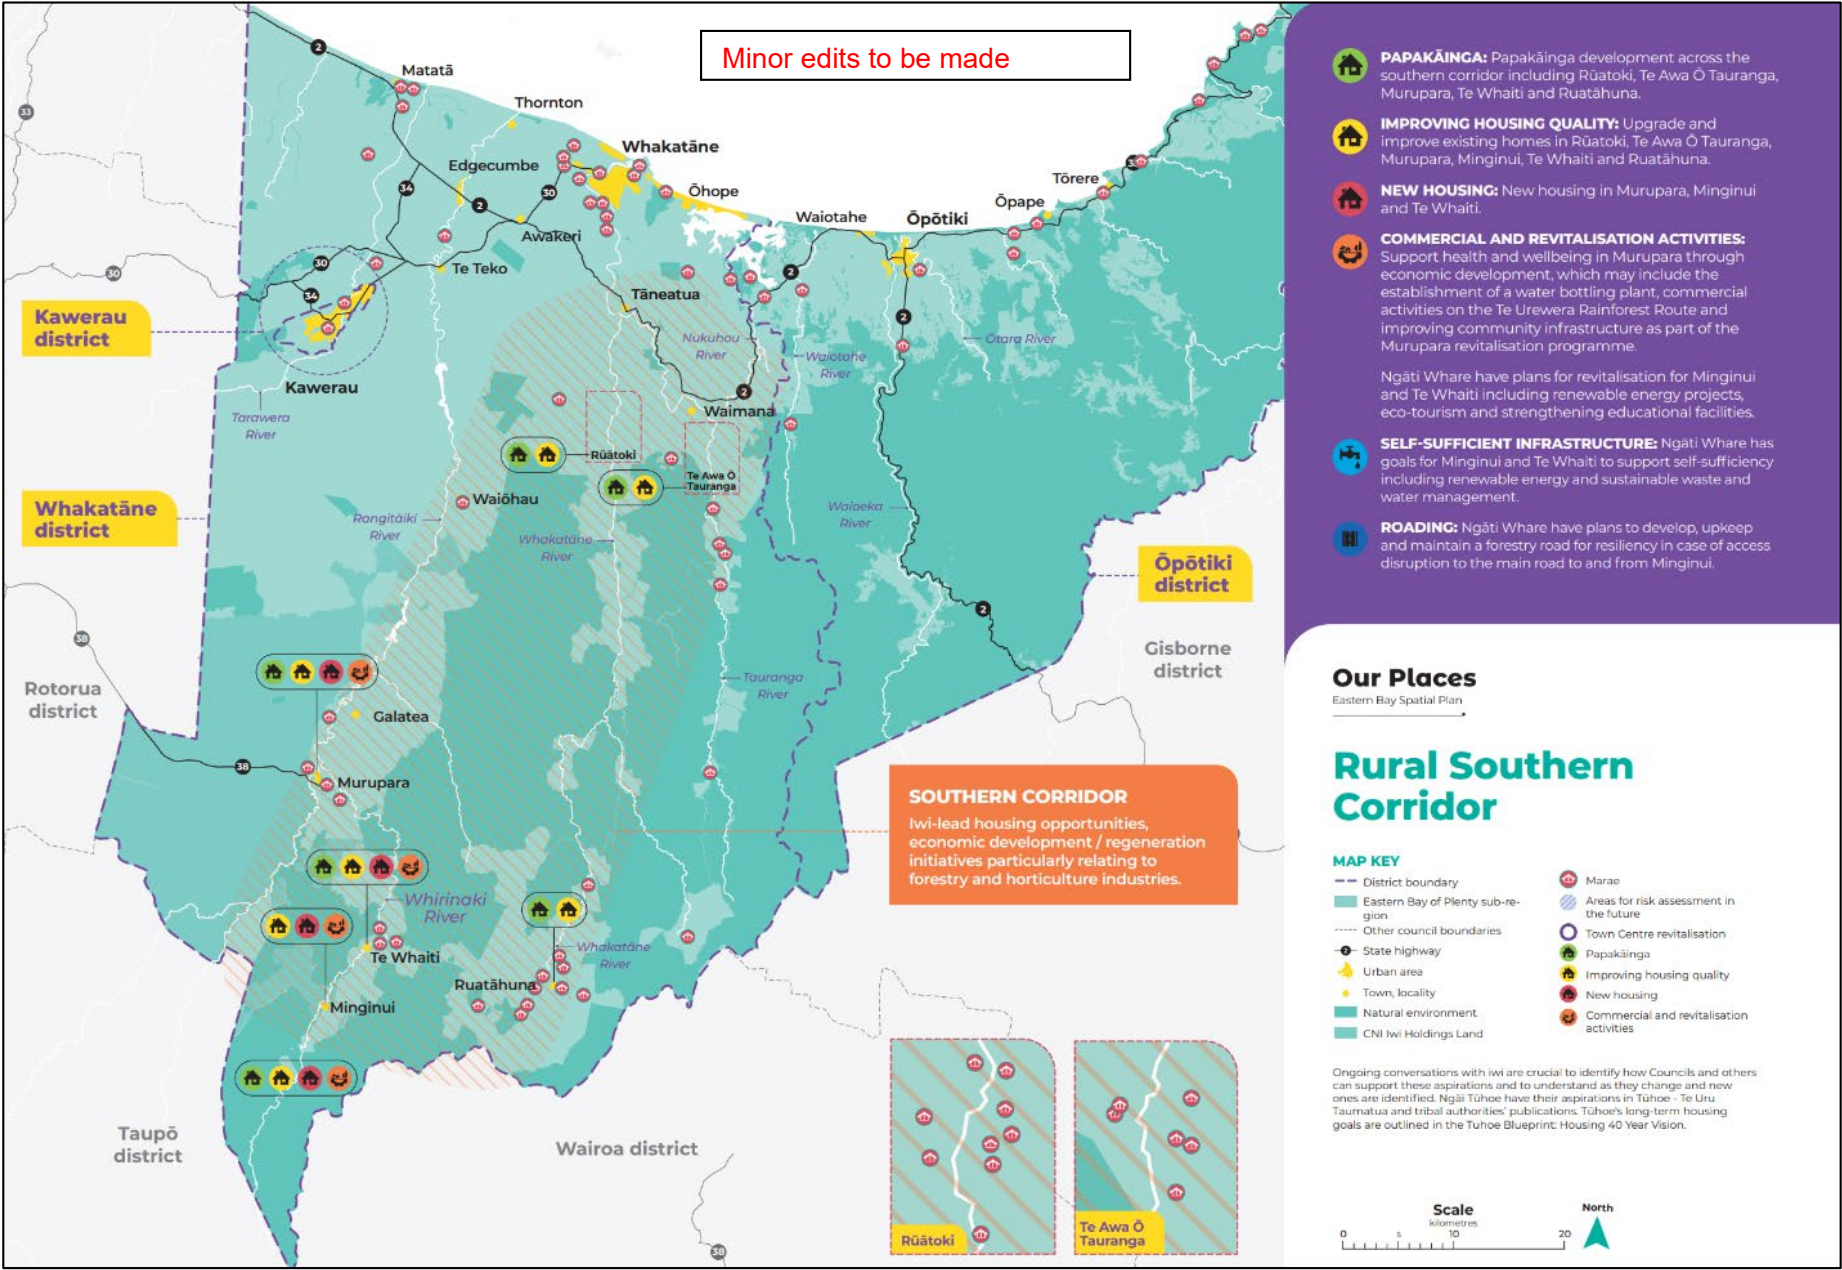 Minor edits to be made
2
Matatā
Thornton
33
Whakatāne
Edgecumbe
34
30
2
Ōhope
Awakeri
Te Teko
30
30
34
Kawerau
district
Kawerau
Tarawera
River
Tāneatua
Nukuhou
River
Waiotahe
Ōpōtiki
Ōpape
Tōrere
2
2
Waiotahe
River
Otara River
2
Waimana
Rūātoki
Te Awa Ō
Tauranga
Waiōhau
Whakatāne
district
Rangitāiki
River
Whakatāne
River
Waioeka
River
Ōpōtiki
district
2
Gisborne
district
38
Rotorua
district
Tauranga
River
Galatea
38
Murupara
SOUTHERN CORRIDOR
Iwi-lead housing opportunities,
economic development / regeneration
initiatives particularly relating to
forestry and horticulture industries.
Whirinaki
River
Te Whaiti
Whakatāne
River
Ruatāhuna
Minginui
Taupō
district
Wairoa district
38
Rūātoki
Te Awa Ō
Tauranga
PAPAKĀINGA: Papakāinga development across the
southern corridor including Rūatoki, Te Awa Ō Tauranga,
Murupara, Te Whaiti and Ruatāhuna.
IMPROVING HOUSING QUALITY: Upgrade and
improve existing homes in Rūatoki, Te Awa Ō Tauranga,
Murupara, Minginui, Te Whaiti and Ruatāhuna.
NEW HOUSING: New housing in Murupara, Minginui
and Te Whaiti.
COMMERCIAL AND REVITALISATION ACTIVITIES:
Support health and wellbeing in Murupara through
economic development, which may include the
establishment of a water bottling plant, commercial
activities on the Te Urewera Rainforest Route and
improving community infrastructure as part of the
Murupara revitalisation programme.
Ngāti Whare have plans for revitalisation for Minginui
and Te Whaiti including renewable energy projects,
eco-tourism and strengthening educational facilities.
SELF-SUFFICIENT INFRASTRUCTURE: Ngāti Whare has
goals for Minginui and Te Whaiti to support self-sufficiency
including renewable energy and sustainable waste and
water management.
ROADING: Ngāti Whare have plans to develop, upkeep
and maintain a forestry road for resiliency in case of access
disruption to the main road to and from Minginui.
Our Places
Eastern Bay Spatial Plan
Rural Southern
Corridor
MAP KEY
District boundary
Eastern Bay of Plenty sub-re-
gion
Other council boundaries
2 State highway
Urban area
Town, locality
Natural environment
CNI Iwi Holdings Land
Marae
Areas for risk assessment in
the future
Town Centre revitalisation
Papakāinga
Improving housing quality
New housing
Commercial and revitalisation
activities
Ongoing conversations with iwi are crucial to identify how Councils and others
can support these aspirations and to understand as they change and new
ones are identified. Ngāi Tūhoe have their aspirations in Tūhoe - Te Uru
Taumatua and tribal authorities' publications. Tūhoe's long-term housing
goals are outlined in the Tuhoe Blueprint: Housing 40 Year Vision.
Scale
kilometres
0 5 10 20
North